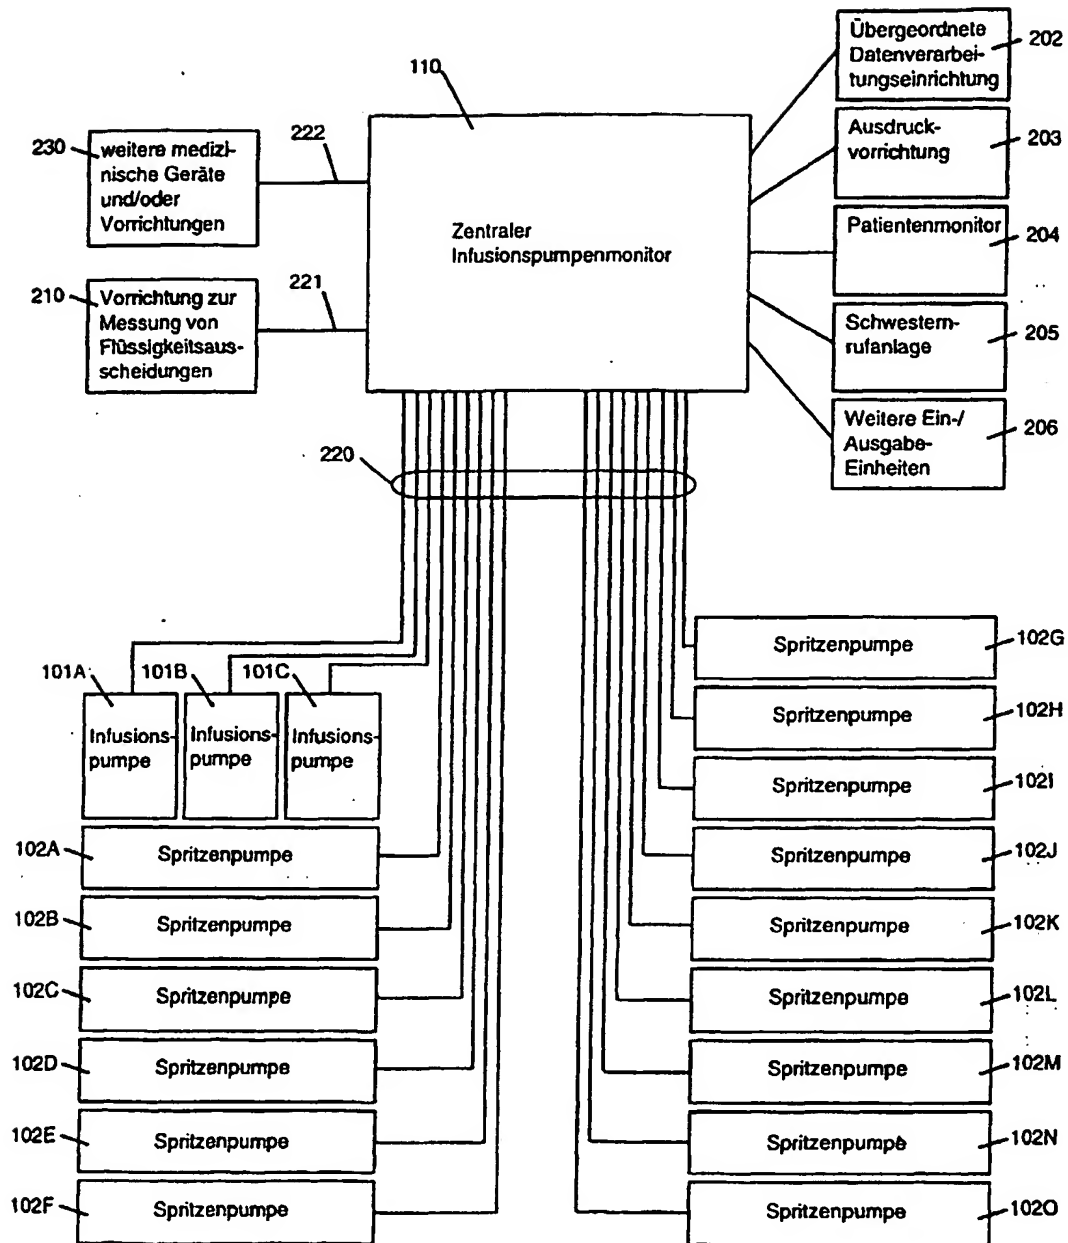 Übergeordnete
Datenverarbei-
tungseinrichtung
202
110
Ausdruck-
vorrichtung
203
230
weitere medizi-
nische Geräte
und/oder
Vorrichtungen
222
Zentraler
Infusionspumpenmonitor
Patientenmonitor
204
210
Vorrichtung zur
Messung von
Flüssigkeitsaus-
scheidungen
221
Schwestern-
rufanlage
205
Weitere Ein-/
Ausgabe-
Einheiten
206
220
101A
101B
101C
Infusions-
pumpe
Infusions-
pumpe
Infusions-
pumpe
102A
Spritzenpumpe
102B
Spritzenpumpe
102C
Spritzenpumpe
102D
Spritzenpumpe
102E
Spritzenpumpe
102F
Spritzenpumpe
Spritzenpumpe
102G
Spritzenpumpe
102H
Spritzenpumpe
102I
Spritzenpumpe
102J
Spritzenpumpe
102K
Spritzenpumpe
102L
Spritzenpumpe
102M
Spritzenpumpe
102N
Spritzenpumpe
102O